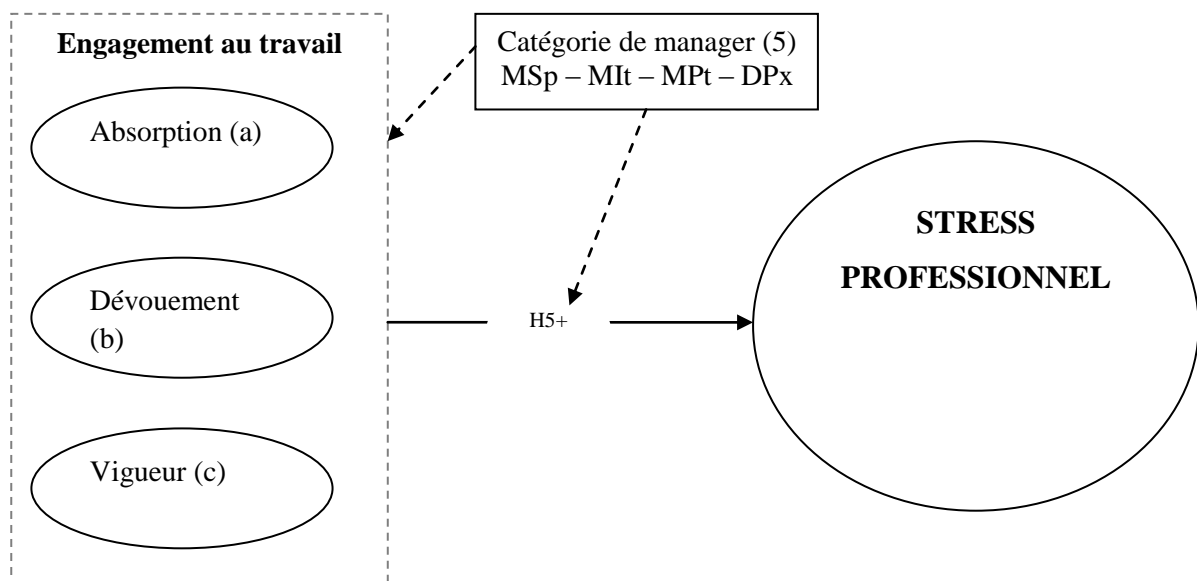 Engagement au travail
Absorption (a)
Dévouement
(b)
Vigueur (c)
Catégorie de manager (5)
MSp – MIt – MPt – DPx
H5+
STRESS
PROFESSIONNEL